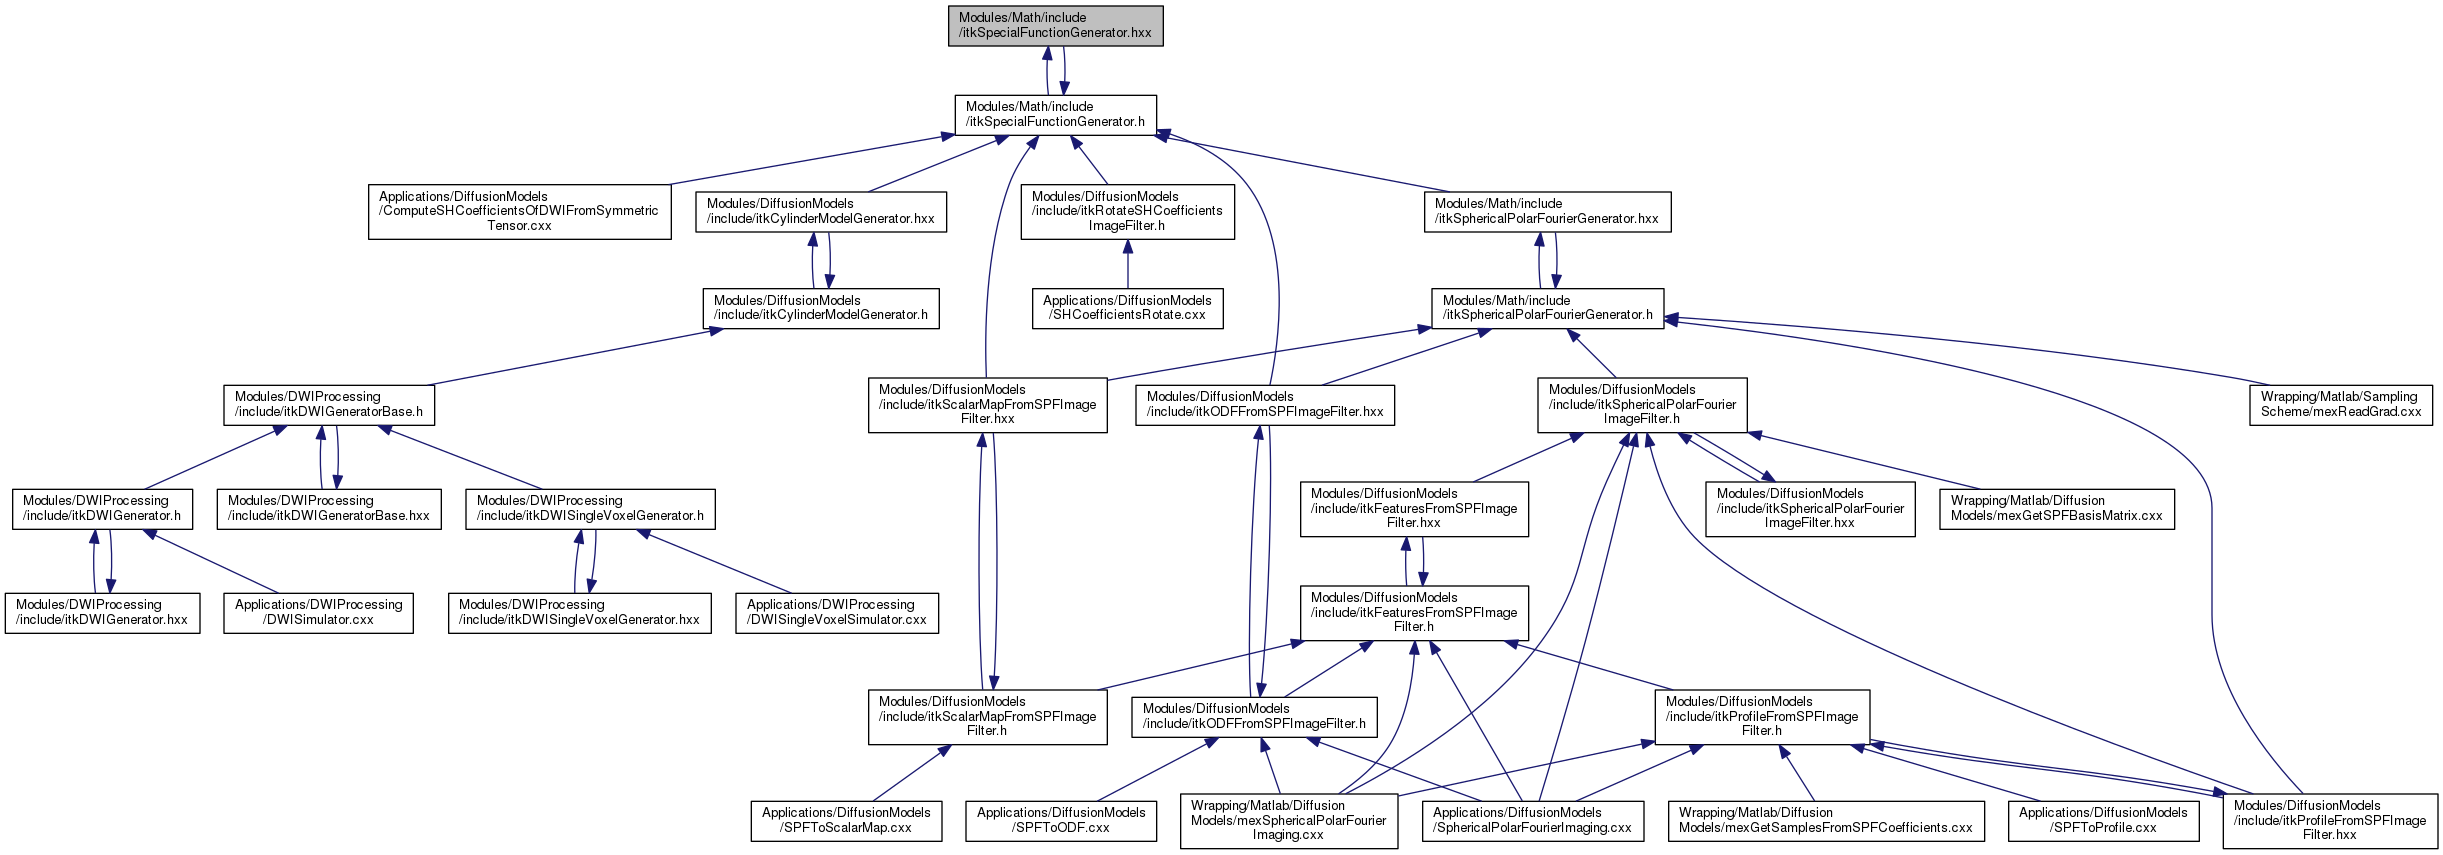 Modules/Math/include
/itkSpecialFunctionGenerator.hxx
Modules/Math/include
/itkSpecialFunctionGenerator.h
Applications/DiffusionModels
/ComputeSHCoefficientsOfDWIFromSymmetric
Tensor.cxx
Modules/DiffusionModels
/include/itkCylinderModelGenerator.hxx
Modules/DiffusionModels
/include/itkRotateSHCoefficients
ImageFilter.h
Modules/Math/include
/itkSphericalPolarFourierGenerator.hxx
Modules/DiffusionModels
/include/itkCylinderModelGenerator.h
Applications/DiffusionModels
/SHCoefficientsRotate.cxx
Modules/Math/include
/itkSphericalPolarFourierGenerator.h
Modules/DWIProcessing
/include/itkDWIGeneratorBase.h
Modules/DiffusionModels
/include/itkScalarMapFromSPFImage
Filter.hxx
Modules/DiffusionModels
/include/itkODFFromSPFImageFilter.hxx
Modules/DiffusionModels
/include/itkSphericalPolarFourier
ImageFilter.h
Wrapping/Matlab/Sampling
Scheme/mexReadGrad.cxx
Modules/DWIProcessing
/include/itkDWIGenerator.h
Modules/DWIProcessing
/include/itkDWIGeneratorBase.hxx
Modules/DWIProcessing
/include/itkDWISingleVoxelGenerator.h
Modules/DiffusionModels
/include/itkFeaturesFromSPFImage
Filter.hxx
Modules/DiffusionModels
/include/itkSphericalPolarFourier
ImageFilter.hxx
Wrapping/Matlab/Diffusion
Models/mexGetSPFBasisMatrix.cxx
Modules/DWIProcessing
/include/itkDWIGenerator.hxx
Applications/DWIProcessing
/DWISimulator.cxx
Modules/DWIProcessing
/include/itkDWISingleVoxelGenerator.hxx
Applications/DWIProcessing
/DWISingleVoxelSimulator.cxx
Modules/DiffusionModels
/include/itkFeaturesFromSPFImage
Filter.h
Modules/DiffusionModels
/include/itkScalarMapFromSPFImage
Filter.h
Modules/DiffusionModels
/include/itkODFFromSPFImageFilter.h
Modules/DiffusionModels
/include/itkProfileFromSPFImage
Filter.h
Applications/DiffusionModels
/SPFToScalarMap.cxx
Applications/DiffusionModels
/SPFToODF.cxx
Wrapping/Matlab/Diffusion
Models/mexSphericalPolarFourier
Imaging.cxx
Applications/DiffusionModels
/SphericalPolarFourierImaging.cxx
Wrapping/Matlab/Diffusion
Models/mexGetSamplesFromSPFCoefficients.cxx
Applications/DiffusionModels
/SPFToProfile.cxx
Modules/DiffusionModels
/include/itkProfileFromSPFImage
Filter.hxx